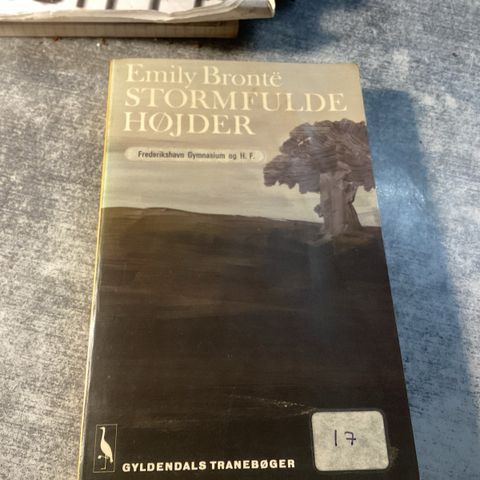 Emily Brontë
STORMFULDE
HØJDER
Frederikshavn Gymnasium og H. F.
17
GYLDENDALS TRANEBØGER